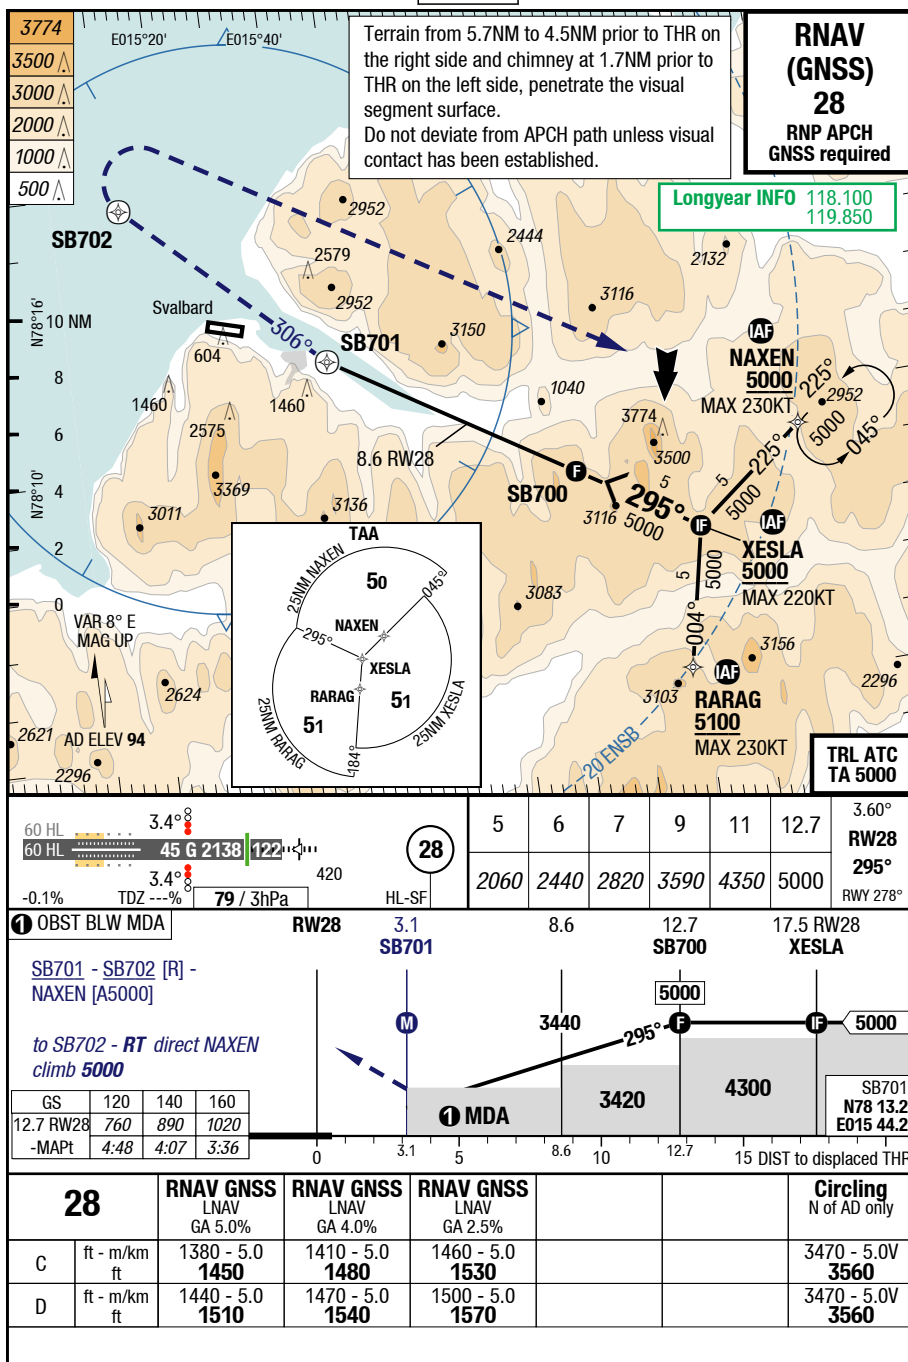 3774
3500
3000
2000
1000
500
E015°20'
E015°40'
Terrain from 5.7NM to 4.5NM prior to THR on
the right side and chimney at 1.7NM prior to
THR on the left side, penetrate the visual
segment surface.
Do not deviate from APCH path unless visual
contact has been established.
RNAV
(GNSS)
28
RNP APCH
GNSS required
Longyear INFO 118.100
119.850
SB702
2952
2444
2132
2579
2952
3116
N78°16'
10 NM
Svalbard
306°
SB701
3150
604
IAF
NAXEN
5000
MAX 230KT
225°
2952
5000
045°
8
1460
1460
1040
6
2575
3774
3500
8.6 RW28
225°
5
5000
F
SB700
5
295°
5000
3116
4
N78°10'
3369
3011
3136
IF
IAF
XESLA
5000
MAX 220KT
2
TAA
25NM NAXEN
50
045°
NAXEN
295°
XESLA
RARAG
51
51
25NM RARAG
25NM XESLA
184°
3083
5
5000
004°
0
VAR 8° E
MAG UP
3156
2296
IAF
RARAG
5100
MAX 230KT
3103
2624
2621
AD ELEV 94
2296
20 ENSB
TRL ATC
TA 5000
60 HL
60 HL
3.4°
45 G 2138 122
3.4°
420
28
-0.1%
TDZ ---%
79 / 3hPa
HL-SF
5 6 7 9 11 12.7
2060 2440 2820 3590 4350 5000
3.60°
RW28
295°
RWY 278°
1 OBST BLW MDA
RW28 3.1 8.6 12.7 17.5 RW28
SB701 SB700 XESLA
SB701 - SB702 [R] -
NAXEN [A5000]
5000
M
3440
295°
F
IF
5000
to SB702 - RT direct NAXEN
climb 5000
1 MDA
3420
4300
SB701
N78 13.2
E015 44.2
GS 120 140 160
12.7 RW28 760 890 1020
-MAPt 4:48 4:07 3:36
0 3.1 5 8.6 10 12.7 15 DIST to displaced THR
28
RNAV GNSS RNAV GNSS RNAV GNSS Circling
LNAV LNAV LNAV N of AD only
GA 5.0% GA 4.0% GA 2.5%
C ft - m/km 1380 - 5.0 1410 - 5.0 1460 - 5.0 3470 - 5.0V
ft 1450 1480 1530 3560
D ft - m/km 1440 - 5.0 1470 - 5.0 1500 - 5.0 3470 - 5.0V
ft 1510 1540 1570 3560